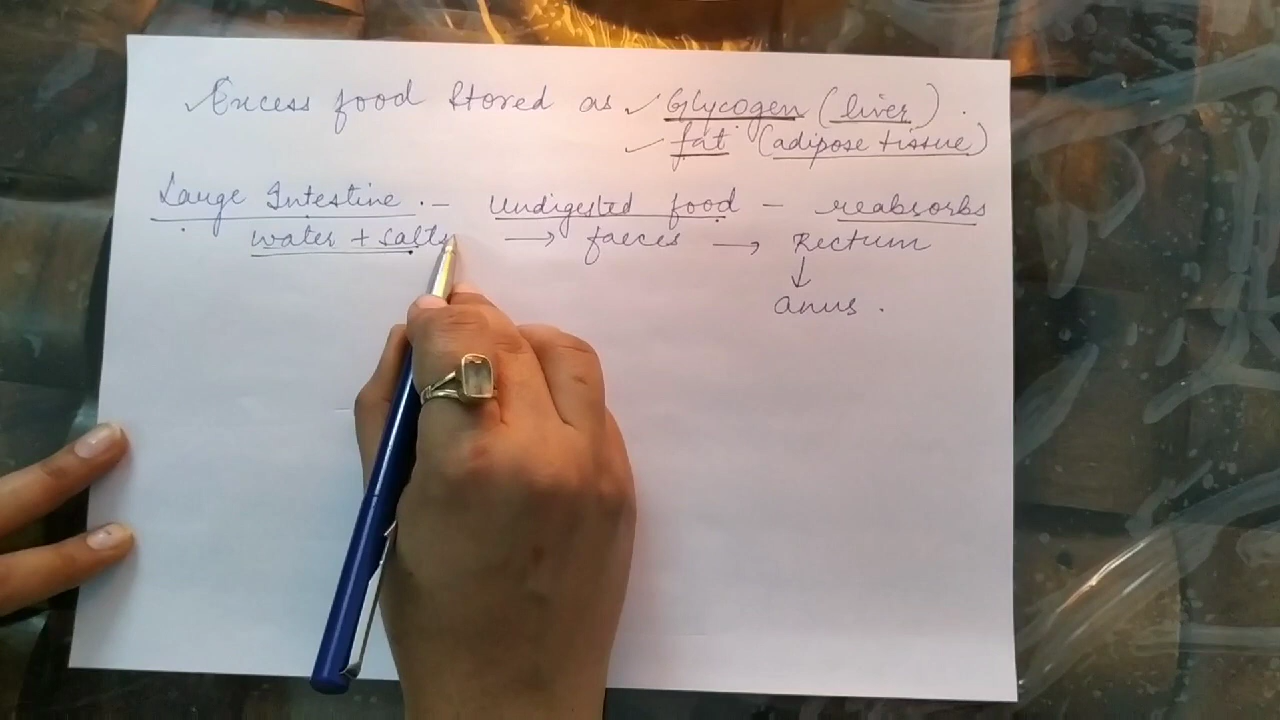 ✓Excess food stored as ✓ Glycogen (liver).
✓ fat (adipose tissue)
Large Intestine .- Undigested food - reabsorbs
water + salts → faeces → Rectum
↓
anus.